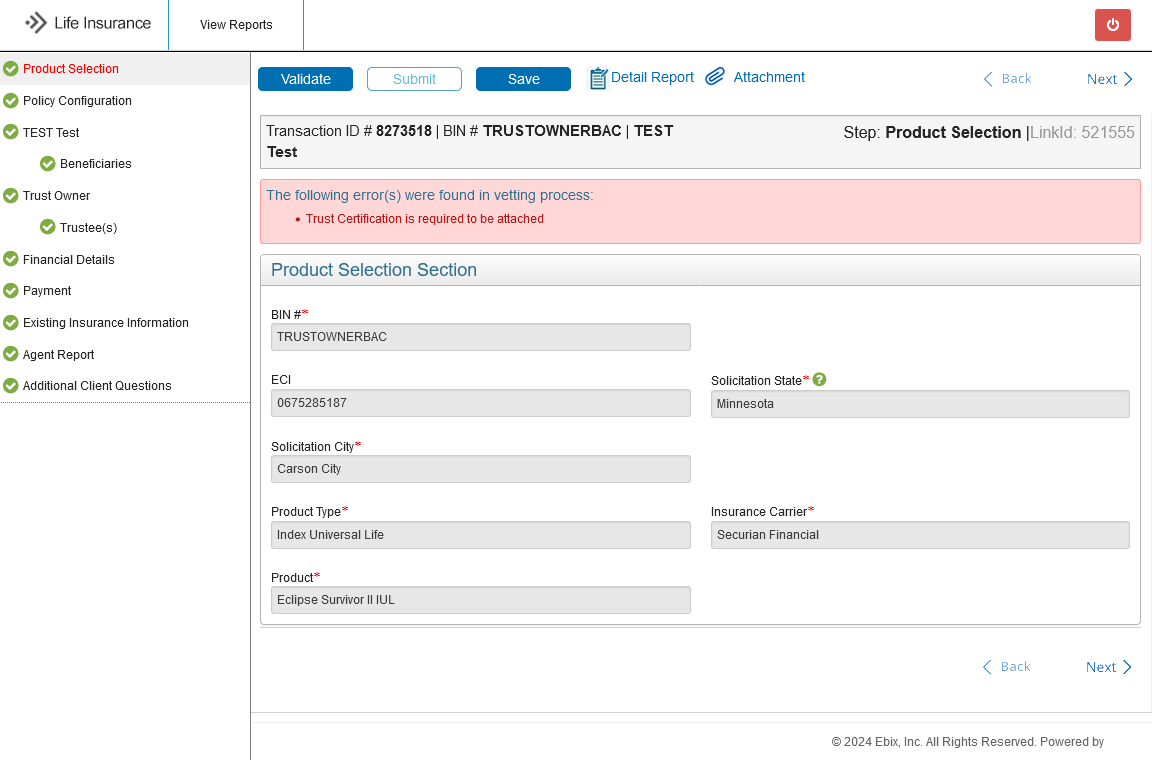 Life Insurance
View Reports
Product Selection
Policy Configuration
TEST Test
Beneficiaries
Trust Owner
Trustee(s)
Financial Details
Payment
Existing Insurance Information
Agent Report
Additional Client Questions
Validate
Submit
Save
Detail Report
Attachment
Back
Next
Transaction ID # 8273518 | BIN # TRUSTOWNERBAC | TEST
Test
Step: Product Selection |LinkId: 521555
The following error(s) were found in vetting process:
• Trust Certification is required to be attached
Product Selection Section
BIN #*
TRUSTOWNERBAC
ECI
0675285187
Solicitation State* ?
Minnesota
Solicitation City*
Carson City
Product Type*
Index Universal Life
Insurance Carrier*
Securian Financial
Product*
Eclipse Survivor II IUL
Back
Next
© 2024 Ebix, Inc. All Rights Reserved. Powered by